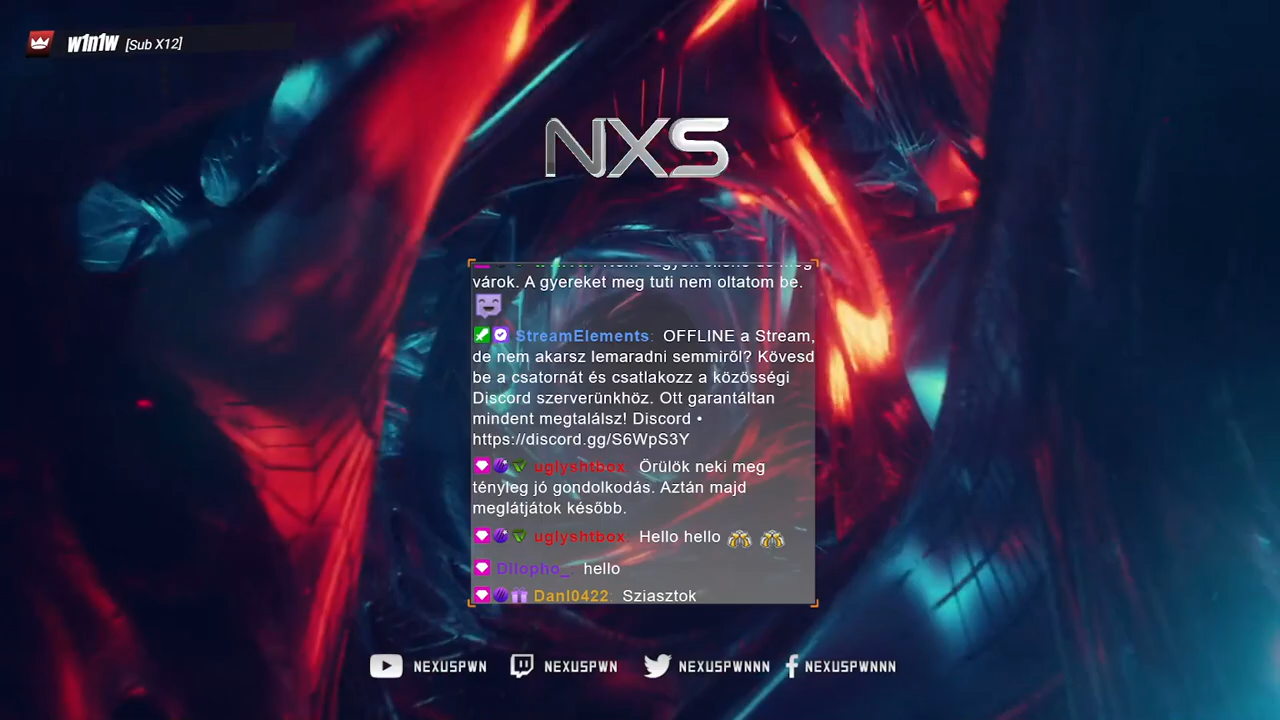 w1n1w [Sub X12]
NXS
várok. A gyereket meg tuti nem oltatom be.
StreamElements: OFFLINE a Stream,
de nem akarsz lemaradni semmiről? Kövesd
be a csatornát és csatlakozz a közösségi
Discord szerverünkhöz. Ott garantáltan
mindent megtalálsz! Discord •
https://discord.gg/S6WpS3Y
uglyshtbox: Örülök neki meg
tényleg jó gondolkodás. Aztán majd
meglátjátok később.
uglyshtbox: Hello hello
Dilopho_: hello
Danl0422: Sziasztok
NEXUSPWN NEXUSPWN NEXUSPWNNN NEXUSPWNNN